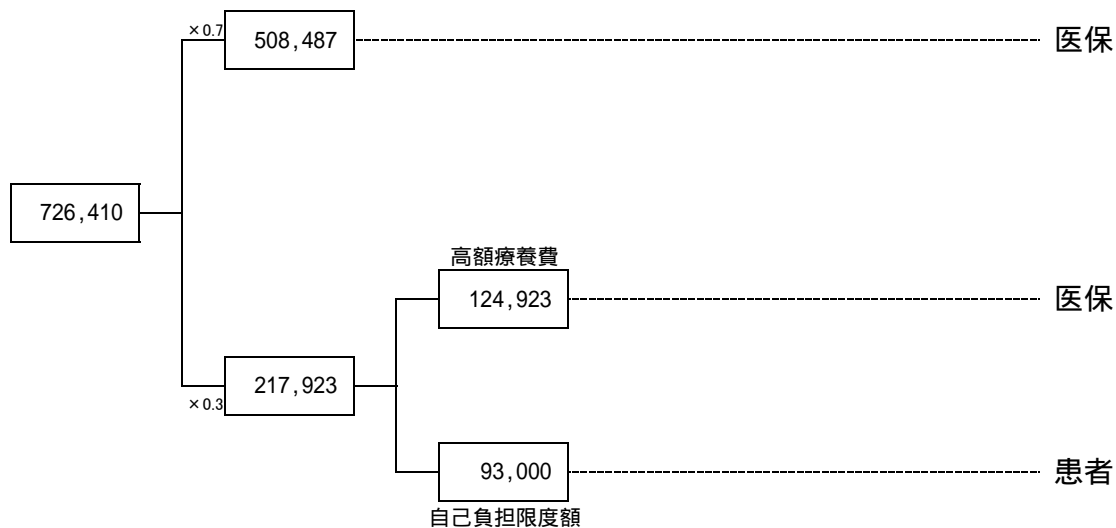 ×0.7
508,487
医保
726,410
高額療養費
124,923
医保
217,923
×0.3
93,000
患者
自己負担限度額